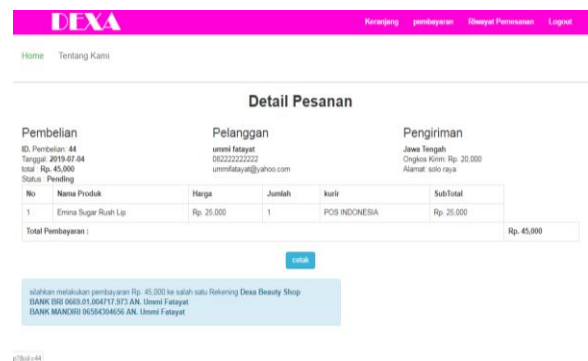 DEXA
Keranjang pembayaran Riwayat Pemesanan Logout
Home Tentang Kami
Detail Pesanan
Pembelian Pelanggan Pengiriman
ID. Pembelian: 44 ummi fatayat Jawa Tengah
Tanggal: 2019-07-04 082222222222 Ongkos Kirim: Rp. 20,000
total : Rp. 45,000 ummifatayat@yahoo.com Alamat: solo raya
Status : Pending
No Nama Produk Harga Jumlah kurir SubTotal
1 Emina Sugar Rush Lip Rp. 25,000 1 POS INDONESIA Rp. 25,000
Total Pembayaran : Rp. 45,000
cetak
silahkan melakukan pembayaran Rp. 45,000 ke salah satu Rekening Dexa Beauty Shop
BANK BRI 0669.01.004717.973 AN. Ummi Fatayat
BANK MANDIRI 06584304656 AN. Ummi Fatayat